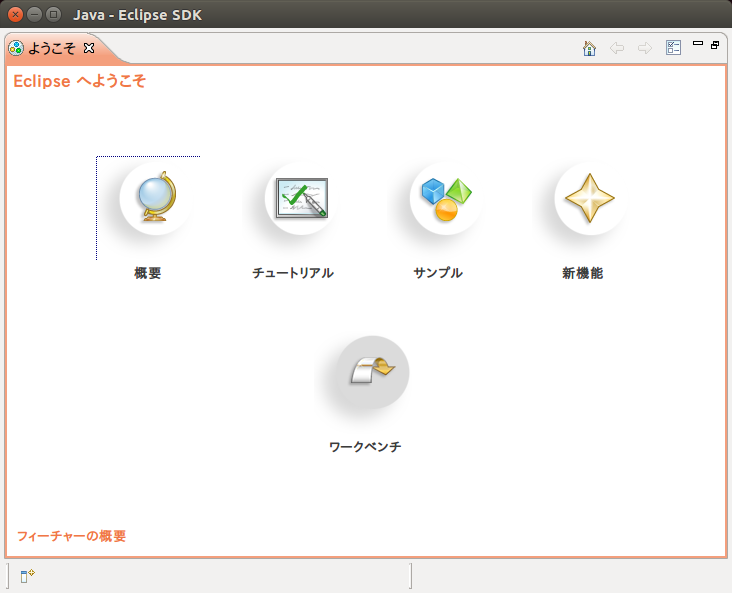 Java - Eclipse SDK
ようこそ
Eclipse へようこそ
概要
チュートリアル
サンプル
新機能
ワークベンチ
フィーチャーの概要